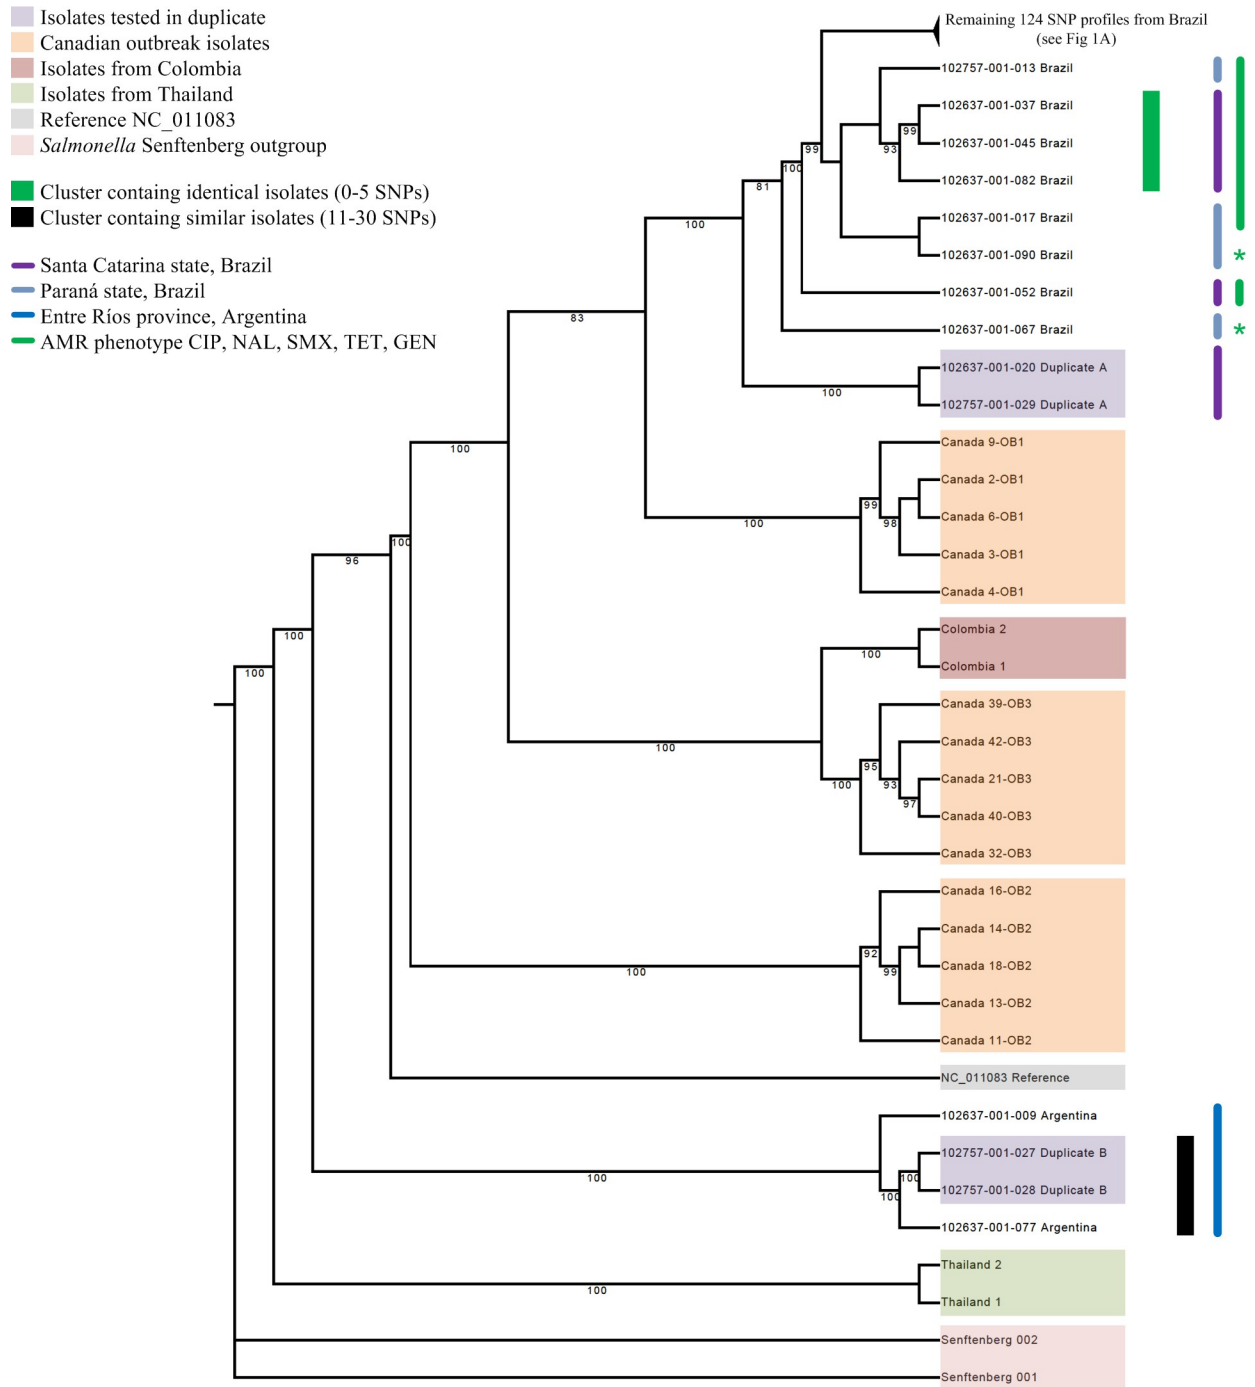 Isolates tested in duplicate
Canadian outbreak isolates
Isolates from Colombia
Isolates from Thailand
Reference NC_011083
Salmonella Senftenberg outgroup
Cluster containg identical isolates (0-5 SNPs)
Cluster containg similar isolates (11-30 SNPs)
Santa Catarina state, Brazil
Paraná state, Brazil
Entre Ríos province, Argentina
AMR phenotype CIP, NAL, SMX, TET, GEN
Remaining 124 SNP profiles from Brazil
(see Fig 1A)
102757-001-013 Brazil
102637-001-037 Brazil
99
102637-001-045 Brazil
99
93
100
102637-001-082 Brazil
81
102637-001-017 Brazil
100
102637-001-090 Brazil
*
102637-001-052 Brazil
83
102637-001-067 Brazil
*
102637-001-020 Duplicate A
100
102757-001-029 Duplicate A
Canada 9-OB1
100
Canada 2-OB1
99
Canada 6-OB1
100
98
Canada 3-OB1
100
96
Canada 4-OB1
Colombia 2
100
100
Colombia 1
100
Canada 39-OB3
Canada 42-OB3
100
95
Canada 21-OB3
100
93
97
Canada 40-OB3
Canada 32-OB3
Canada 16-OB2
Canada 14-OB2
92
Canada 18-OB2
100
99
Canada 13-OB2
Canada 11-OB2
NC_011083 Reference
102637-001-009 Argentina
102757-001-027 Duplicate B
100
100
102757-001-028 Duplicate B
100
102637-001-077 Argentina
Thailand 2
100
Thailand 1
Senftenberg 002
Senftenberg 001